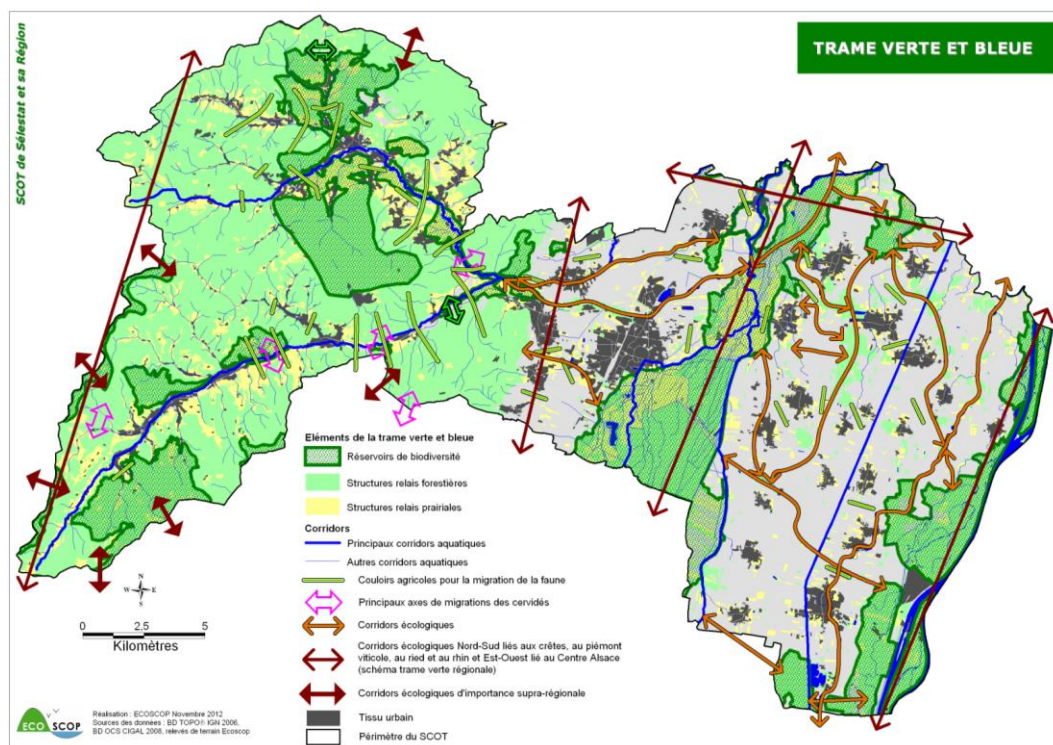 SCOT de Sélestat et sa Région
TRAME VERTE ET BLEUE
Eléments de la trame verte et bleue
Réservoirs de biodiversité
Structures relais forestières
Structures relais prairiales
Corridors
Principaux corridors aquatiques
Autres corridors aquatiques
Couloirs agricoles pour la migration de la faune
Principaux axes de migrations des cervidés
Corridors écologiques
Corridors écologiques Nord-Sud liés aux crêtes, au piémont
viticole, au ried et au rhin et Est-Ouest lié au Centre Alsace
(schéma trame verte régionale)
Corridors écologiques d'importance supra-régionale
Tissu urbain
Périmètre du SCOT
N
W E
S
0 2.5 5
Kilomètres
ECO SCOP
Réalisation : ECOSCOP Novembre 2012
Sources des données : BD TOPO® IGN 2006,
BD OCS CIGAL 2008, relevés de terrain Ecoscop